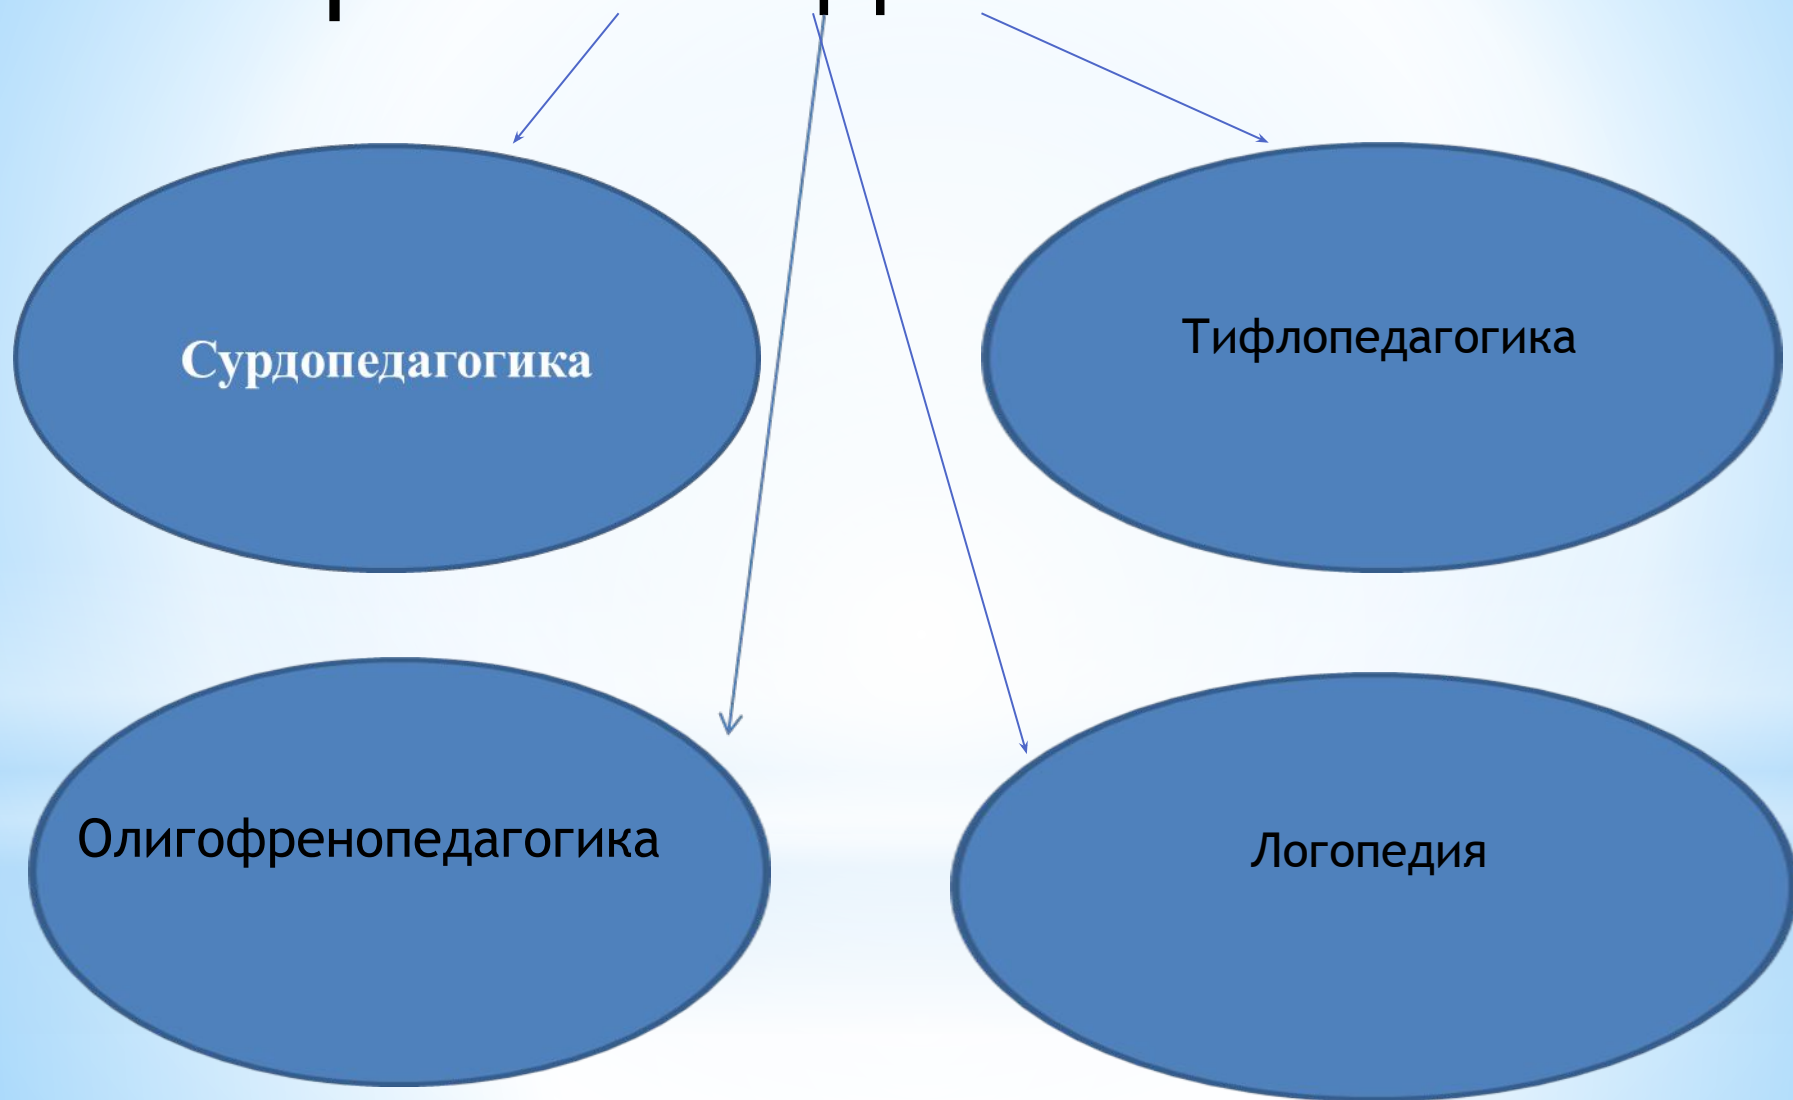 Сурдопедагогика
Тифлопедагогика
Олигофренопедагогика
Логопедия